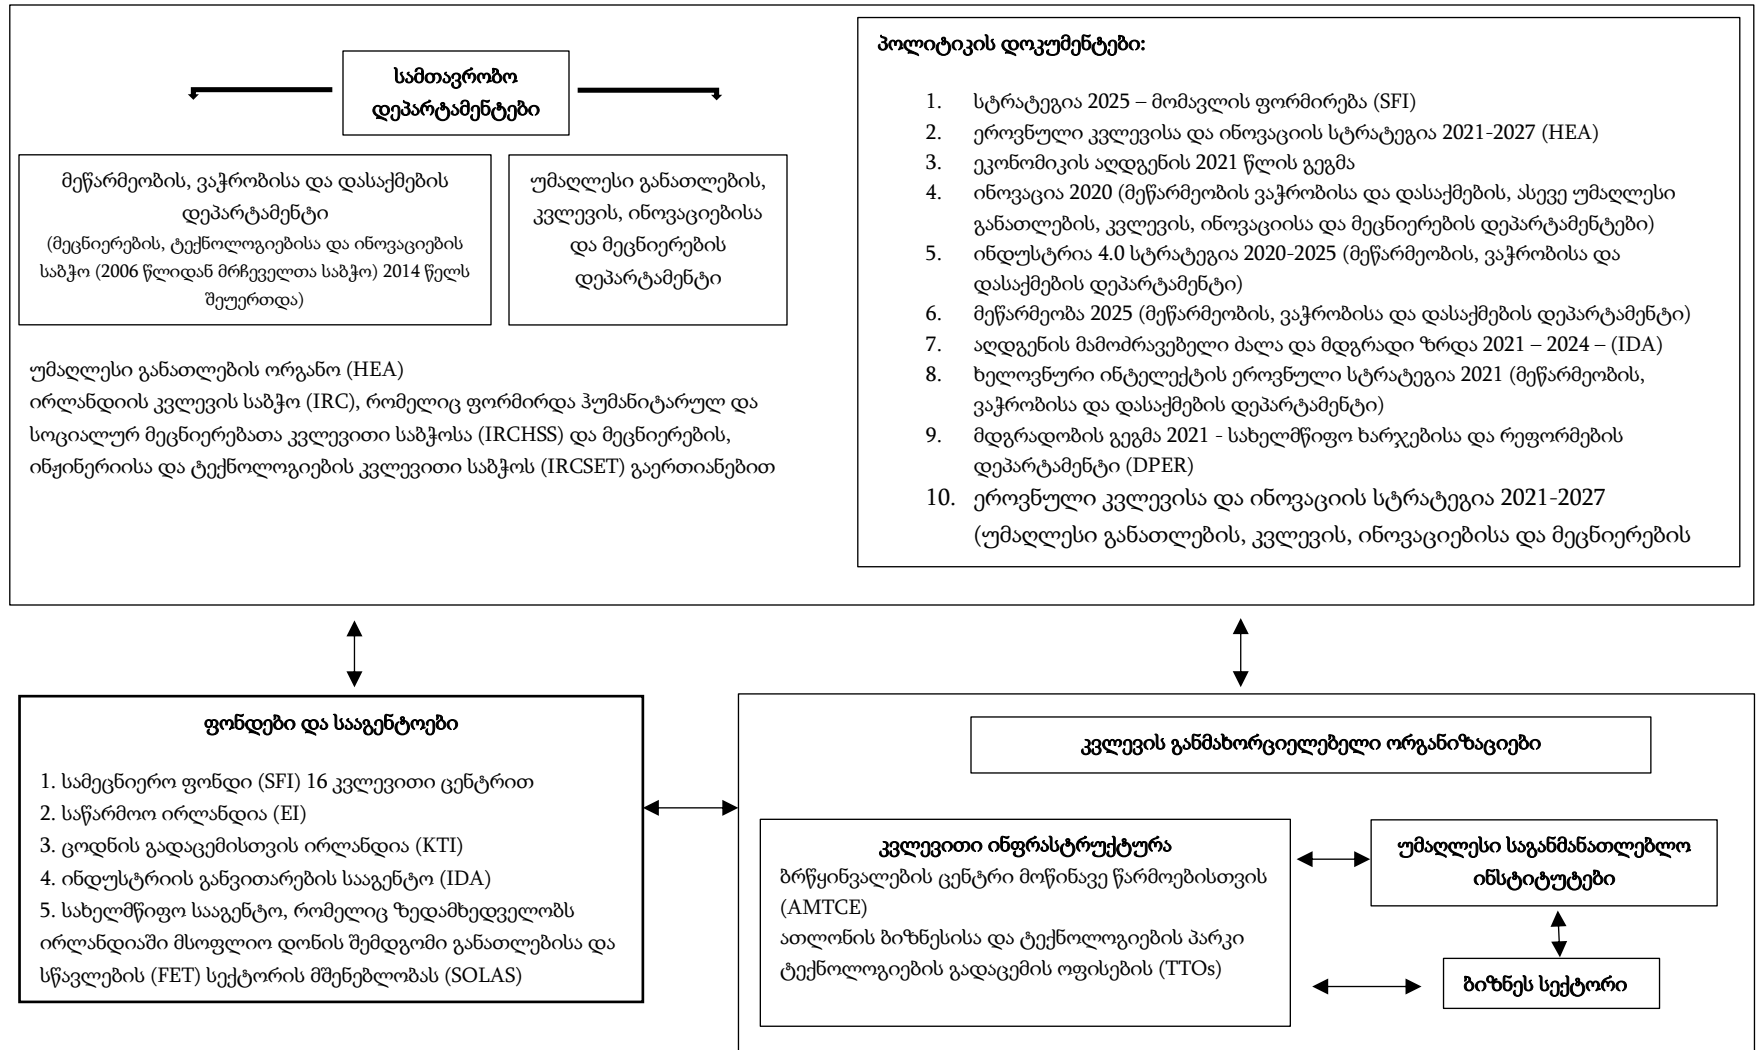 სამთავრობო
დეპარტამენტები
მეწარმეობის, ვაჭრობისა და დასაქმების
დეპარტამენტი
(მეცნიერების, ტექნოლოგიებისა და ინოვაციების
საბჭო (2006 წლიდან მრჩეველთა საბჭო) 2014 წელს
შეუერთდა)
უმაღლესი განათლების,
კვლევის, ინოვაციებისა
და მეცნიერების
დეპარტამენტი
უმაღლესი განათლების ორგანო (HEA)
ირლანდიის კვლევის საბჭო (IRC), რომელიც ფორმირდა ჰუმანიტარულ და
სოციალურ მეცნიერებათა კვლევითი საბჭოსა (IRCHSS) და მეცნიერების,
ინჟინერიისა და ტექნოლოგიების კვლევითი საბჭოს (IRCSET) გაერთიანებით
პოლიტიკის დოკუმენტები:
1. სტრატეგია 2025 – მომავლის ფორმირება (SFI)
2. ეროვნული კვლევისა და ინოვაციის სტრატეგია 2021-2027 (HEA)
3. ეკონომიკის აღდგენის 2021 წლის გეგმა
4. ინოვაცია 2020 (მეწარმეობის ვაჭრობისა და დასაქმების, ასევე უმაღლესი
განათლების, კვლევის, ინოვაციისა და მეცნიერების დეპარტამენტები)
5. ინდუსტრია 4.0 სტრატეგია 2020-2025 (მეწარმეობის, ვაჭრობისა და
დასაქმების დეპარტამენტი)
6. მეწარმეობა 2025 (მეწარმეობის, ვაჭრობისა და დასაქმების დეპარტამენტი)
7. აღდგენის მამოძრავებელი ძალა და მდგრადი ზრდა 2021 – 2024 – (IDA)
8. ხელოვნური ინტელექტის ეროვნული სტრატეგია 2021 (მეწარმეობის,
ვაჭრობისა და დასაქმების დეპარტამენტი)
9. მდგრადობის გეგმა 2021 - სახელმწიფო ხარჯებისა და რეფორმების
დეპარტამენტი (DPER)
10. ეროვნული კვლევისა და ინოვაციის სტრატეგია 2021-2027
(უმაღლესი განათლების, კვლევის, ინოვაციებისა და მეცნიერების
ფონდები და სააგენტოები
1. სამეცნიერო ფონდი (SFI) 16 კვლევითი ცენტრით
2. საწარმოო ირლანდია (EI)
3. ცოდნის გადაცემისთვის ირლანდია (KTI)
4. ინდუსტრიის განვითარების სააგენტო (IDA)
5. სახელმწიფო სააგენტო, რომელიც ზედამხედველობს
ირლანდიაში მსოფლიო დონის შემდგომი განათლებისა და
სწავლების (FET) სექტორის მშენებლობას (SOLAS)
კვლევის განმახორციელებელი ორგანიზაციები
კვლევითი ინფრასტრუქტურა
ბრწყინვალების ცენტრი მოწინავე წარმოებისთვის
(AMTCE)
ათლონის ბიზნესისა და ტექნოლოგიების პარკი
ტექნოლოგიების გადაცემის ოფისების (TTOs)
უმაღლესი საგანმანათლებლო
ინსტიტუტები
ბიზნეს სექტორი